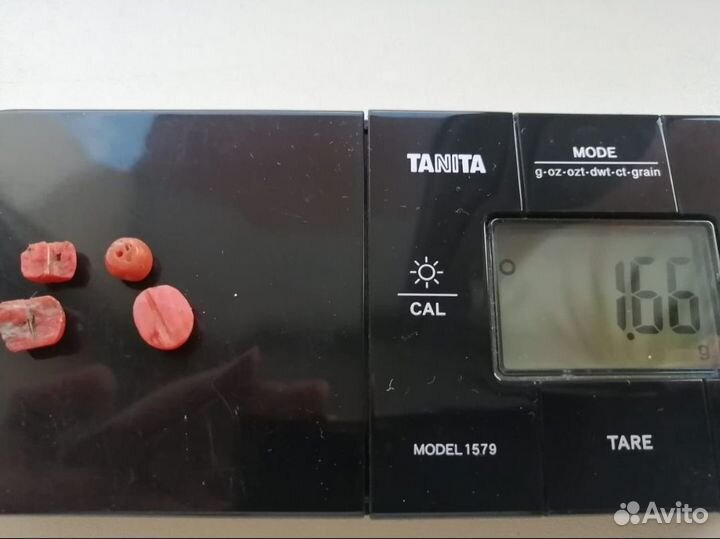 TANITA
MODE
g-oz-ozt-dwt-ct-grain
CAL
1.66
g
MODEL 1579
TARE
Avito